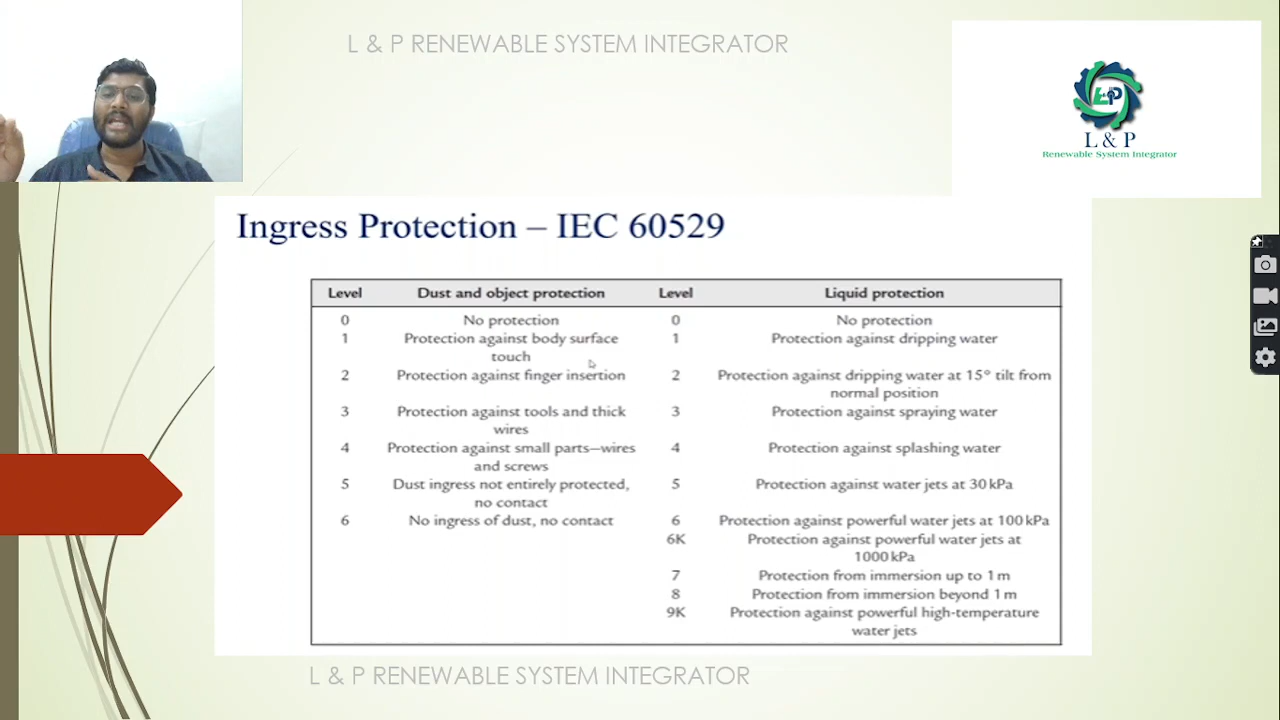 L & P RENEWABLE SYSTEM INTEGRATOR
L&P
L & P
Renewable System Integrator
Ingress Protection – IEC 60529
Level Dust and object protection Level Liquid protection
0 No protection 0 No protection
1 Protection against body surface touch 1 Protection against dripping water
2 Protection against finger insertion 2 Protection against dripping water at 15° tilt from normal position
3 Protection against tools and thick wires 3 Protection against spraying water
4 Protection against small parts—wires and screws 4 Protection against splashing water
5 Dust ingress not entirely protected, no contact 5 Protection against water jets at 30 kPa
6 No ingress of dust, no contact 6 Protection against powerful water jets at 100 kPa
6K Protection against powerful water jets at 1000 kPa
7 Protection from immersion up to 1 m
8 Protection from immersion beyond 1 m
9K Protection against powerful high-temperature water jets
L & P RENEWABLE SYSTEM INTEGRATOR